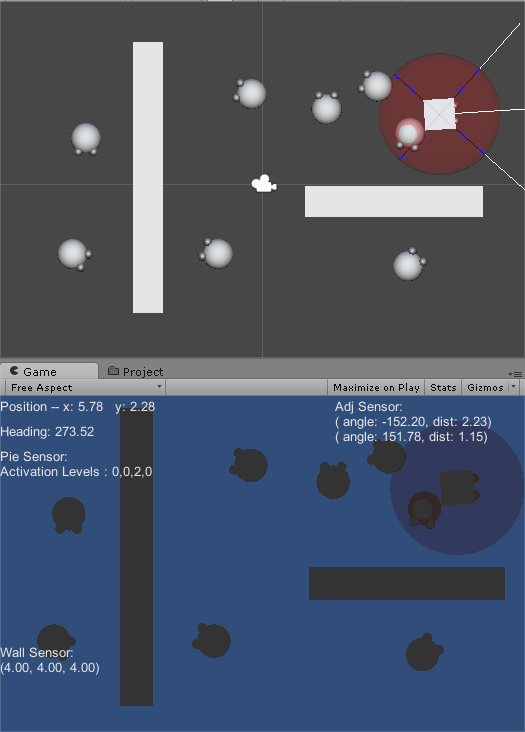 Game
Project
Free Aspect
Maximize on Play
Stats
Gizmos
Position -- x: 5.78 y: 2.28
Adj Sensor:
( angle: -152.20, dist: 2.23)
( angle: 151.78, dist: 1.15)
Heading: 273.52
Pie Sensor:
Activation Levels : 0,0,2,0
Wall Sensor:
(4.00, 4.00, 4.00)